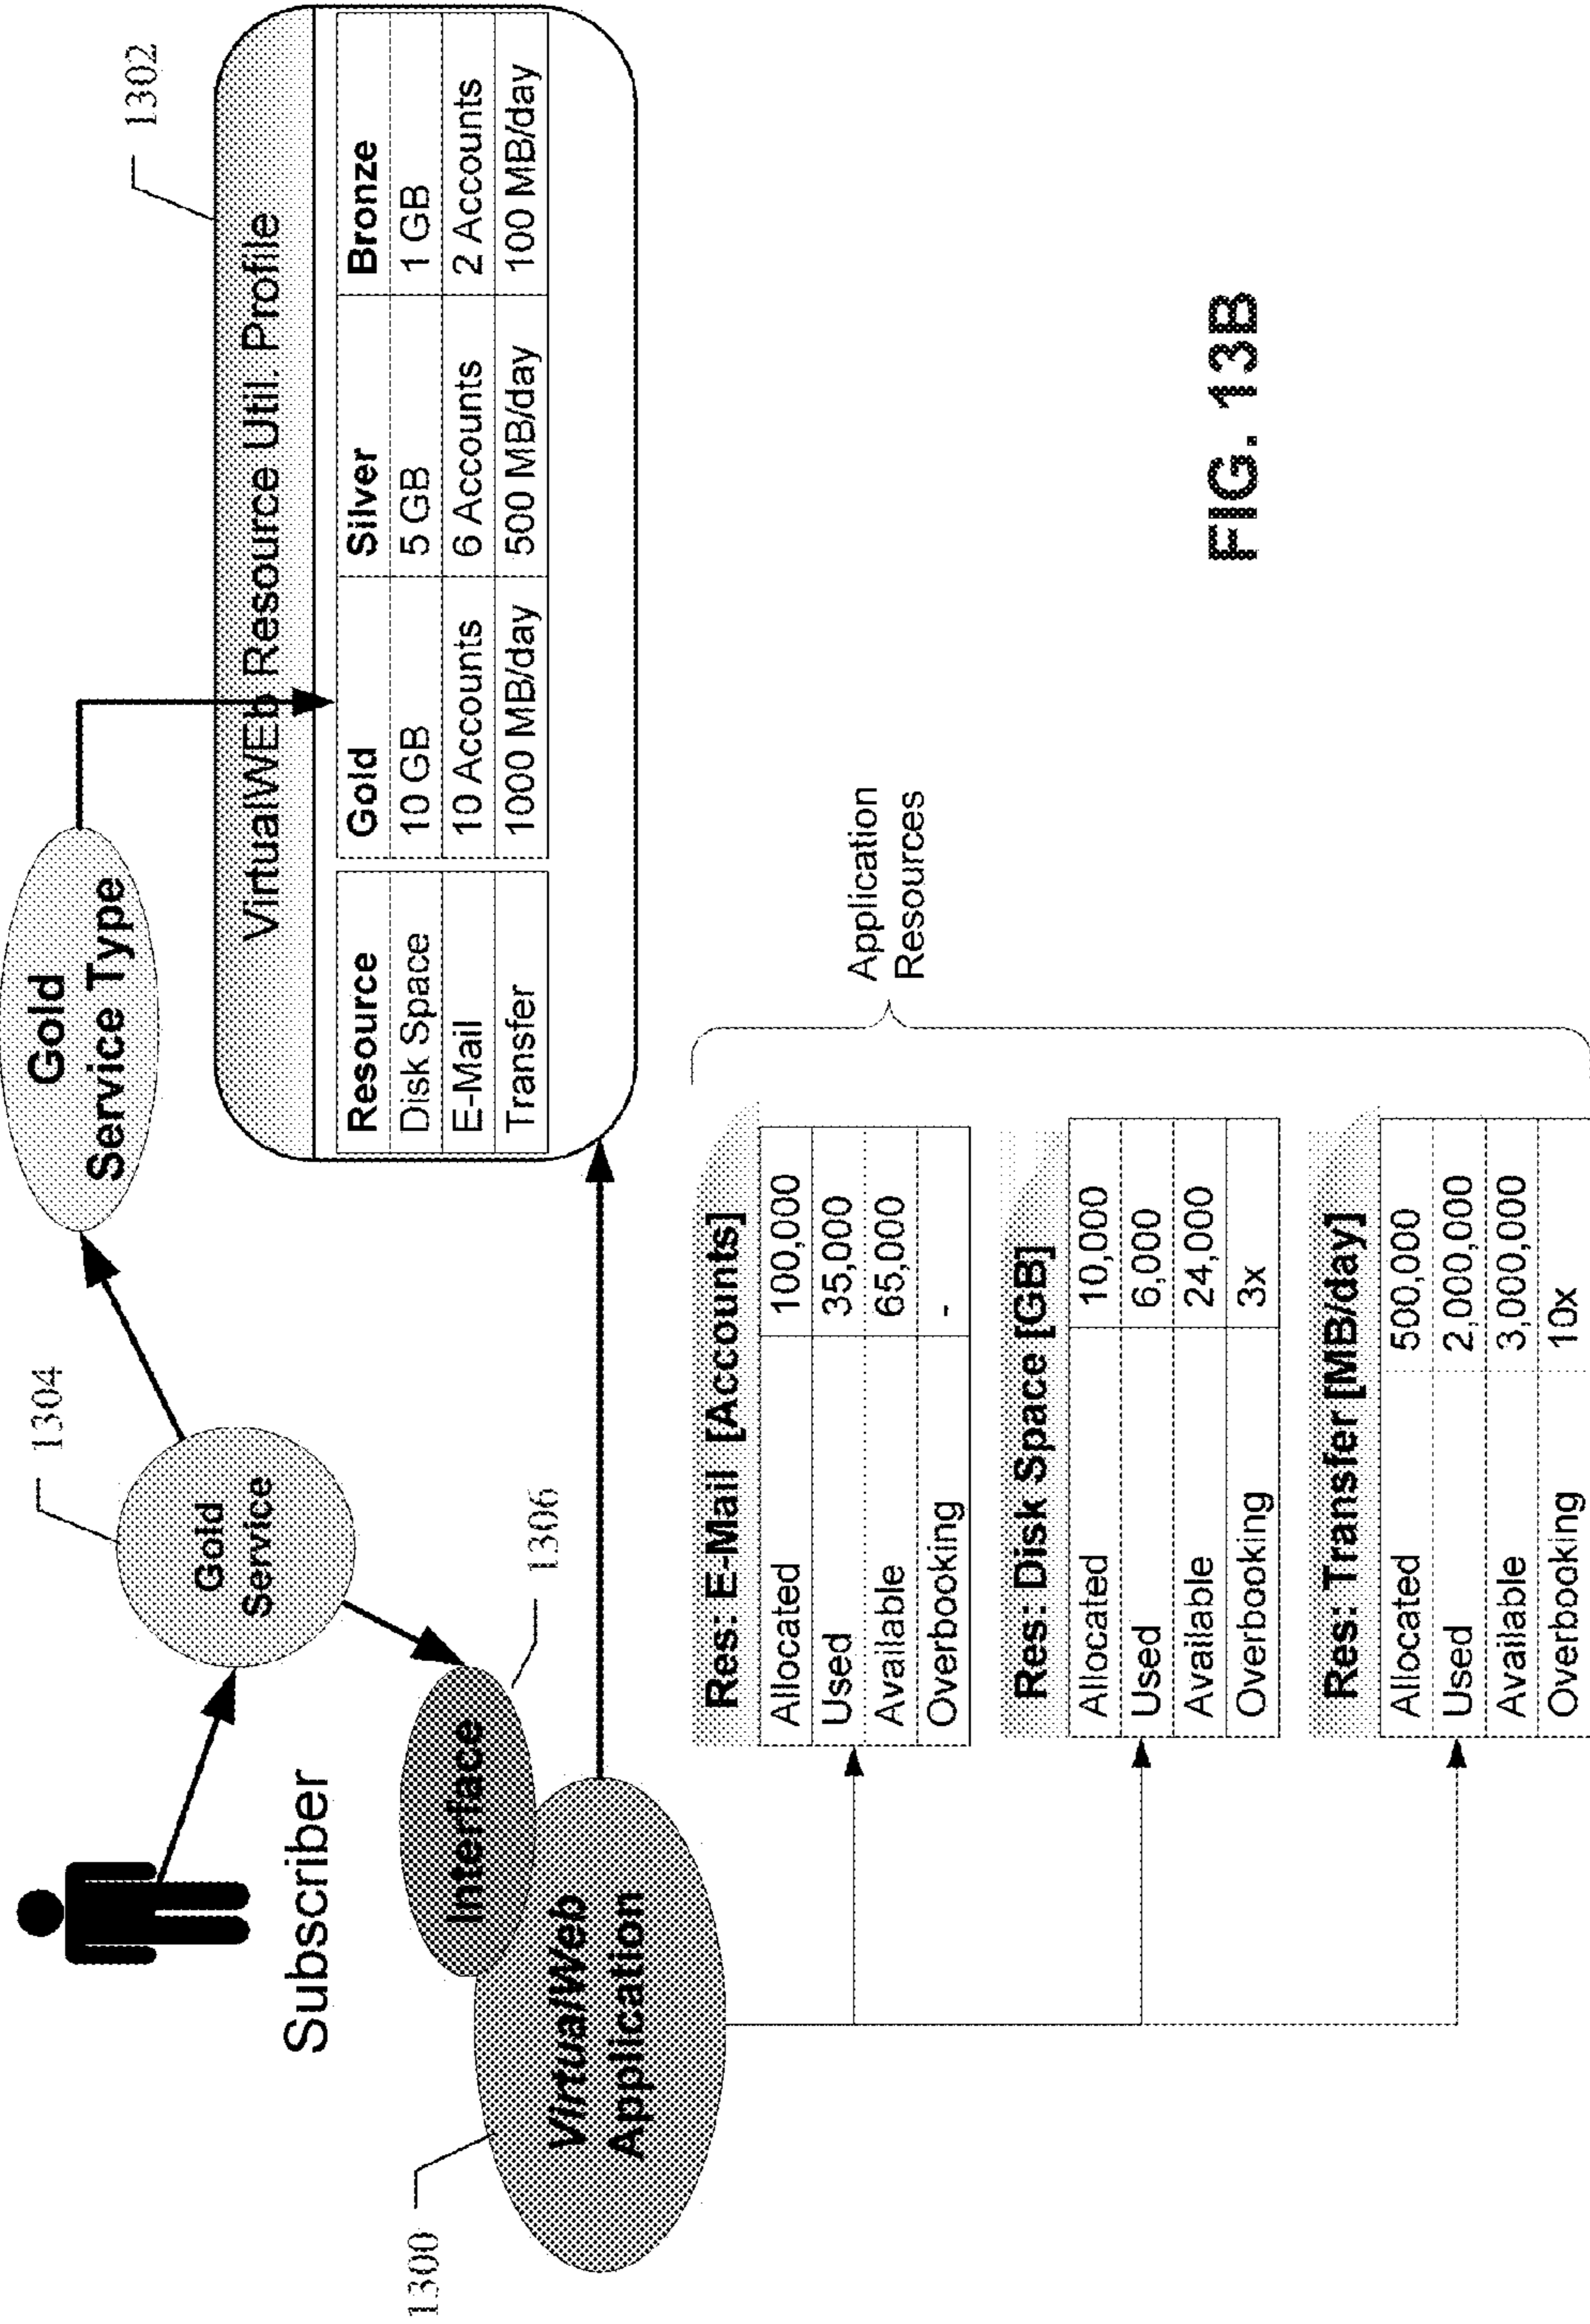 Gold
Service Type
1304
Gold
Service
1302
VirtualWEb Resource Util. Profile
Resource Gold Silver Bronze
Disk Space 10 GB 5 GB 1 GB
E-Mail 10 Accounts 6 Accounts 2 Accounts
Transfer 1000 MB/day 500 MB/day 100 MB/day
Subscriber
1306
Interface
1300
VirtualWeb
Application
Res:: E-Mail [Accounts]
Allocated 100,000
Used 35,000
Available 65,000
Overbooking -
Res:: Disk Space [GB]
Allocated 10,000
Used 6,000
Available 24,000
Overbooking 3x
Res:: Transfer [MB/day]
Allocated 500,000
Used 2,000,000
Available 3,000,000
Overbooking 10x
Application
Resources
FIG. 13B